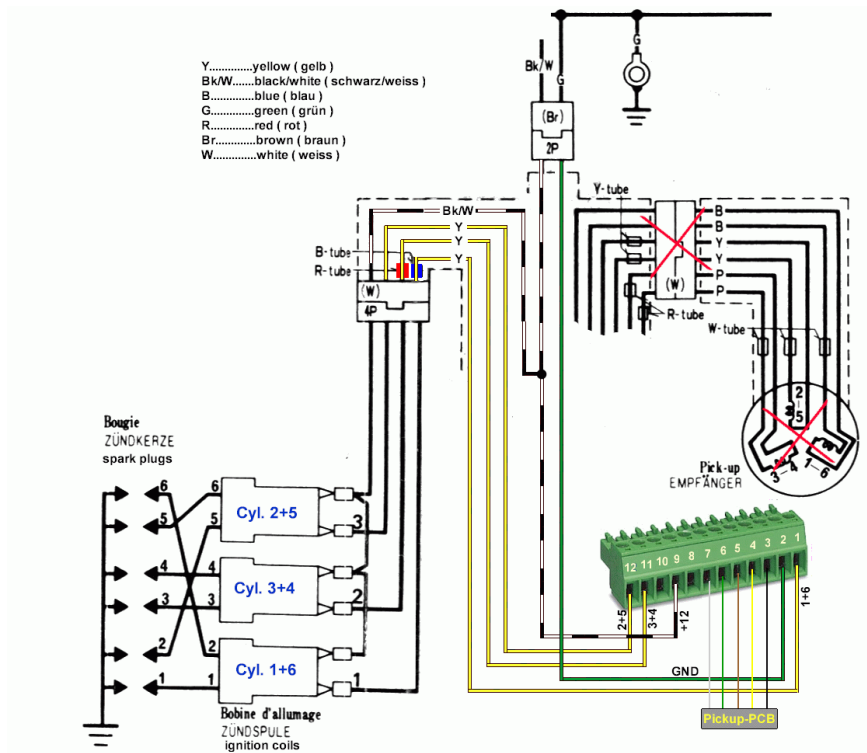 Y..............yellow ( gelb )
Bk/W.......black/white ( schwarz/weiss )
B..............blue ( blau )
G..............green ( grün )
R..............red ( rot )
Br.............brown ( braun )
W..............white ( weiss )
G
Bk/W
G
(Br)
2P
Y-tube
Bk/W
Y
Y
Y
B-tube
R-tube
(W)
4P
B
B
Y
Y
P
P
(W)
R-tube
W-tube
2-5
3-4
1-6
Pick-up
EMPFÄNGER
Bougie
ZÜNDKERZE
spark plugs
6
6
Cyl. 2+5
5
5
3
4
4
Cyl. 3+4
3
3
2
2
2
Cyl. 1+6
1
1
1
Bobine d'allumage
ZÜNDSPULE
ignition coils
12 11 10 9 8 7 6 5 4 3 2 1
2+5
3+4
+12
1+6
GND
Pickup-PCB